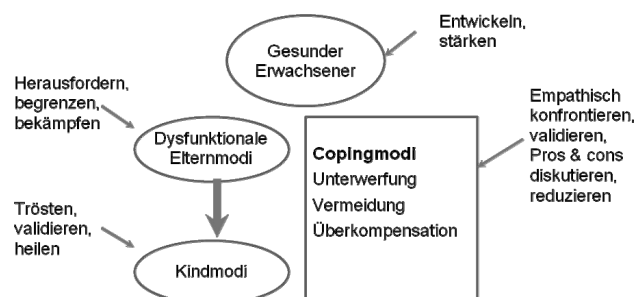 Gesunder
Erwachsener
Entwickeln,
stärken
Herausfordern,
begrenzen,
bekämpfen
Dysfunktionale
Elternmodi
Copingmodi
Unterwerfung
Vermeidung
Überkompensation
Empathisch
konfrontieren,
validieren,
Pros & cons
diskutieren,
reduzieren
Trösten,
validieren,
heilen
Kindmodi